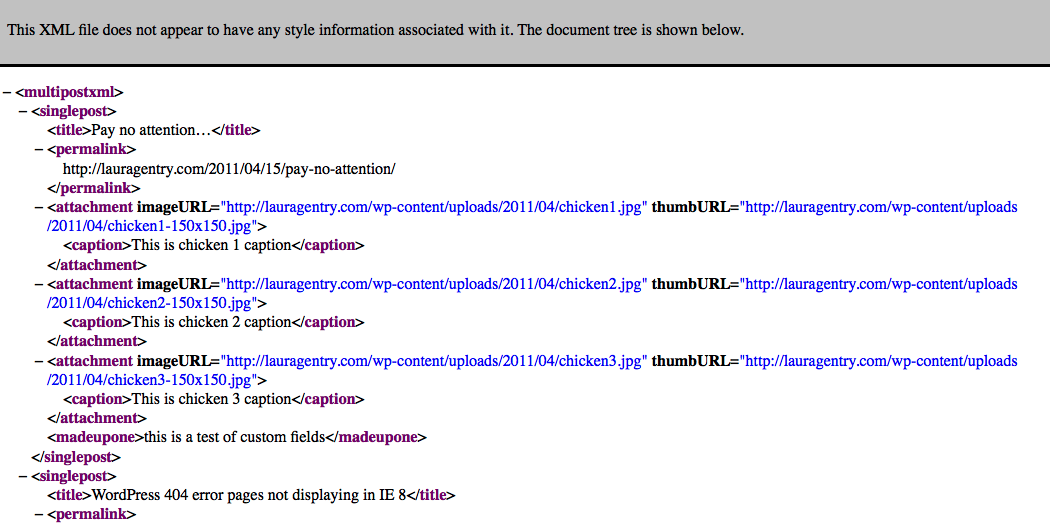 This XML file does not appear to have any style information associated with it. The document tree is shown below.
– <multipostxml>
– <singlepost>
<title>Pay no attention…</title>
– <permalink>
http://lauragentry.com/2011/04/15/pay-no-attention/
</permalink>
– <attachment imageURL="http://lauragentry.com/wp-content/uploads/2011/04/chicken1.jpg" thumbURL="http://lauragentry.com/wp-content/uploads
/2011/04/chicken1-150x150.jpg">
<caption>This is chicken 1 caption</caption>
</attachment>
– <attachment imageURL="http://lauragentry.com/wp-content/uploads/2011/04/chicken2.jpg" thumbURL="http://lauragentry.com/wp-content/uploads
/2011/04/chicken2-150x150.jpg">
<caption>This is chicken 2 caption</caption>
</attachment>
– <attachment imageURL="http://lauragentry.com/wp-content/uploads/2011/04/chicken3.jpg" thumbURL="http://lauragentry.com/wp-content/uploads
/2011/04/chicken3-150x150.jpg">
<caption>This is chicken 3 caption</caption>
</attachment>
<madeupone>this is a test of custom fields</madeupone>
</singlepost>
– <singlepost>
<title>WordPress 404 error pages not displaying in IE 8</title>
– <permalink>